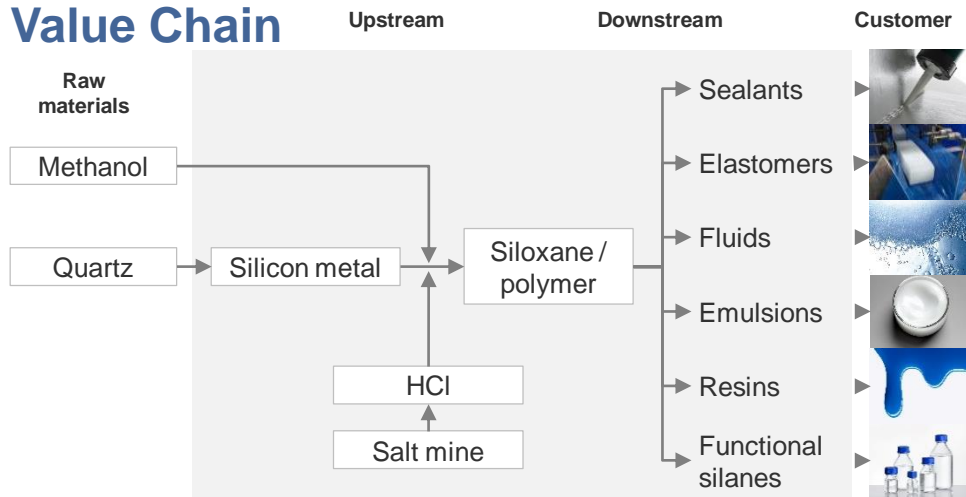 Value Chain
Upstream
Downstream
Customer
Raw
materials
Methanol
Quartz
Silicon metal
Siloxane /
polymer
HCl
Salt mine
Sealants
Elastomers
Fluids
Emulsions
Resins
Functional
silanes